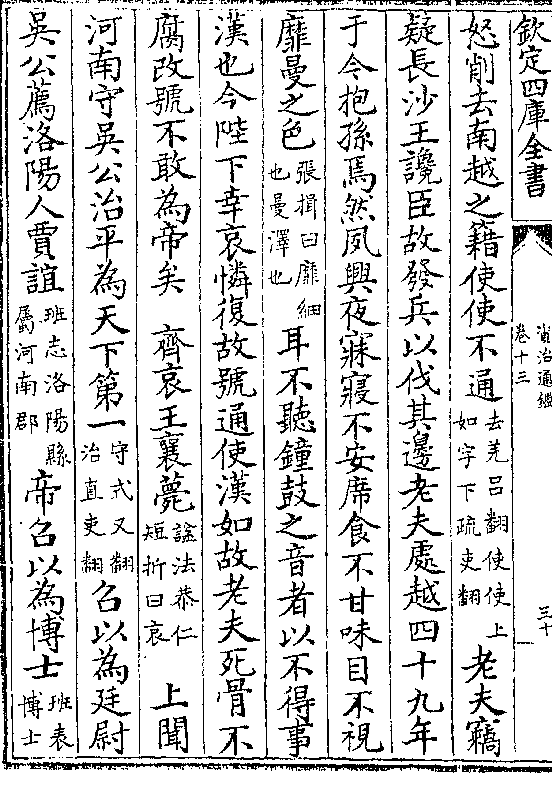 欽定四庫全書
資治通鑑
卷十三
三十
怒削去南越之籍使使不通去羌呂翻使使上如字下疏吏翻老夫竊
疑長沙王讒臣故發兵以伐其邊老夫處越四十九年
于今抱孫焉然夙興夜寐寢不安席食不甘味目不視
靡曼之色張揖曰靡細也曼澤也耳不聽鐘鼓之音者以不得事
漢也今陛下幸哀憐復故號通使漢如故老夫死骨不
腐改號不敢為帝矣 齊哀王襄薨諡法恭仁短折曰哀 上聞
河南守吳公治平為天下第一守式又翻治直吏翻召以為廷尉
吳公薦洛陽人賈誼班志洛陽縣屬河南郡帝召以為博士班表博士